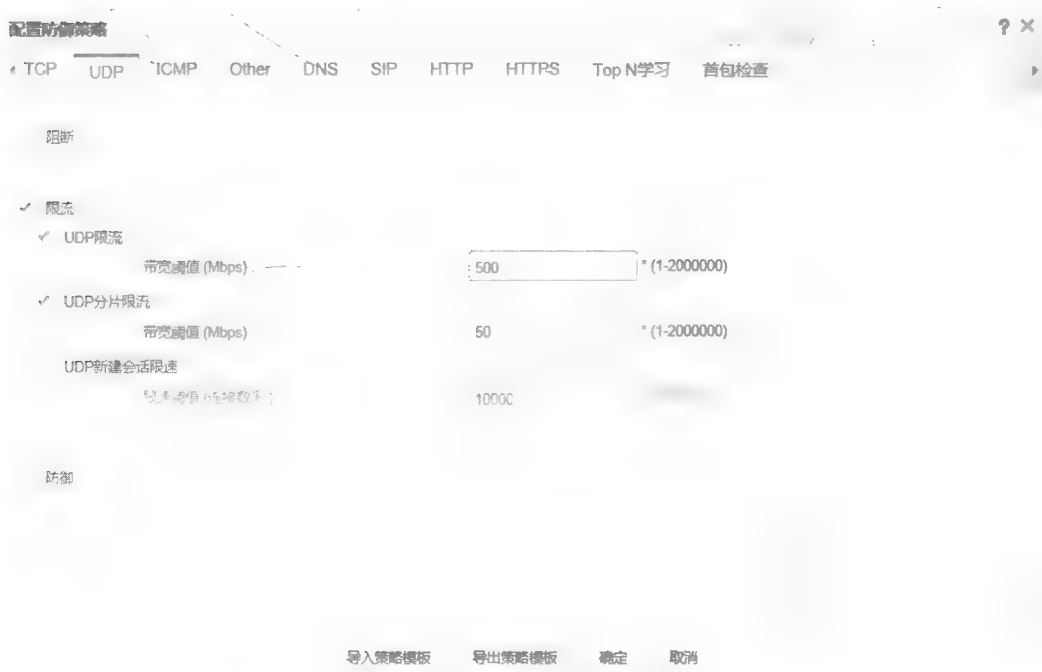 配置防御策略 ? ×
TCP UDP ICMP Other DNS SIP HTTP HTTPS Top N学习 首包检查
阻断
限流
UDP限流
带宽阈值 (Mbps) 500 * (1-2000000)
UDP分片限流
带宽阈值 (Mbps) 50 * (1-2000000)
UDP新建会话限速
10000
防御
导入策略模板 导出策略模板 确定 取消